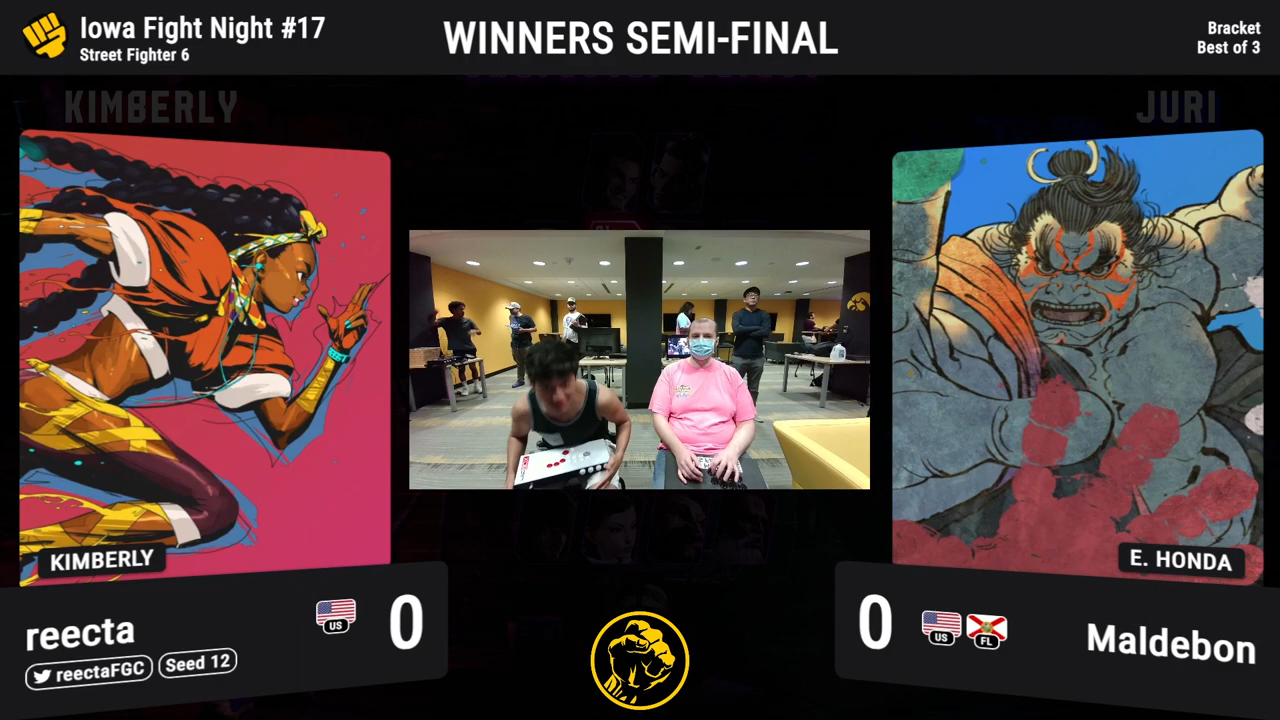 Iowa Fight Night #17
Street Fighter 6
WINNERS SEMI-FINAL
Bracket
Best of 3
KIMBERLY
JURI
KIMBERLY
E. HONDA
reecta
US
0
reectaFGC
Seed 12
0
US
FL
Maldebon